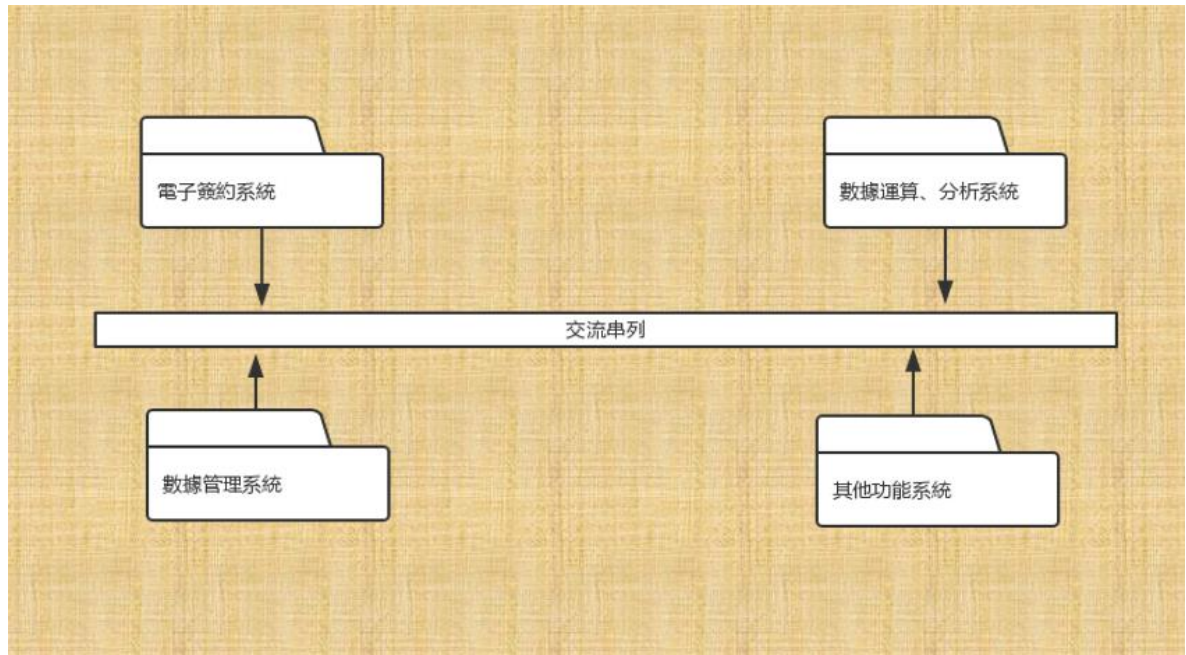 電子簽約系統
數據運算、分析系統
交流串列
數據管理系統
其他功能系統